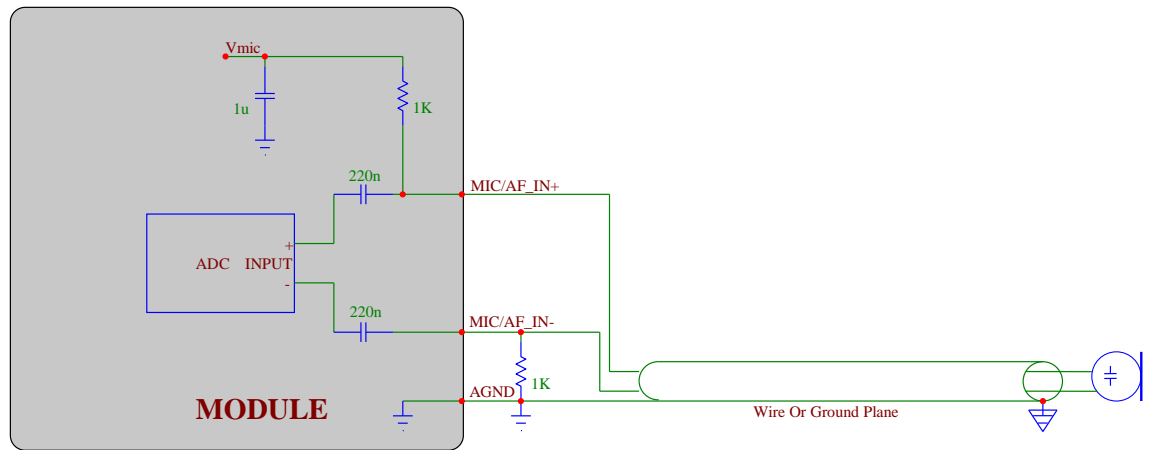 Vmic
1u
1K
220n
MIC/AF_IN+
+
ADC INPUT
-
220n
MIC/AF_IN-
1K
AGND
MODULE
Wire Or Ground Plane